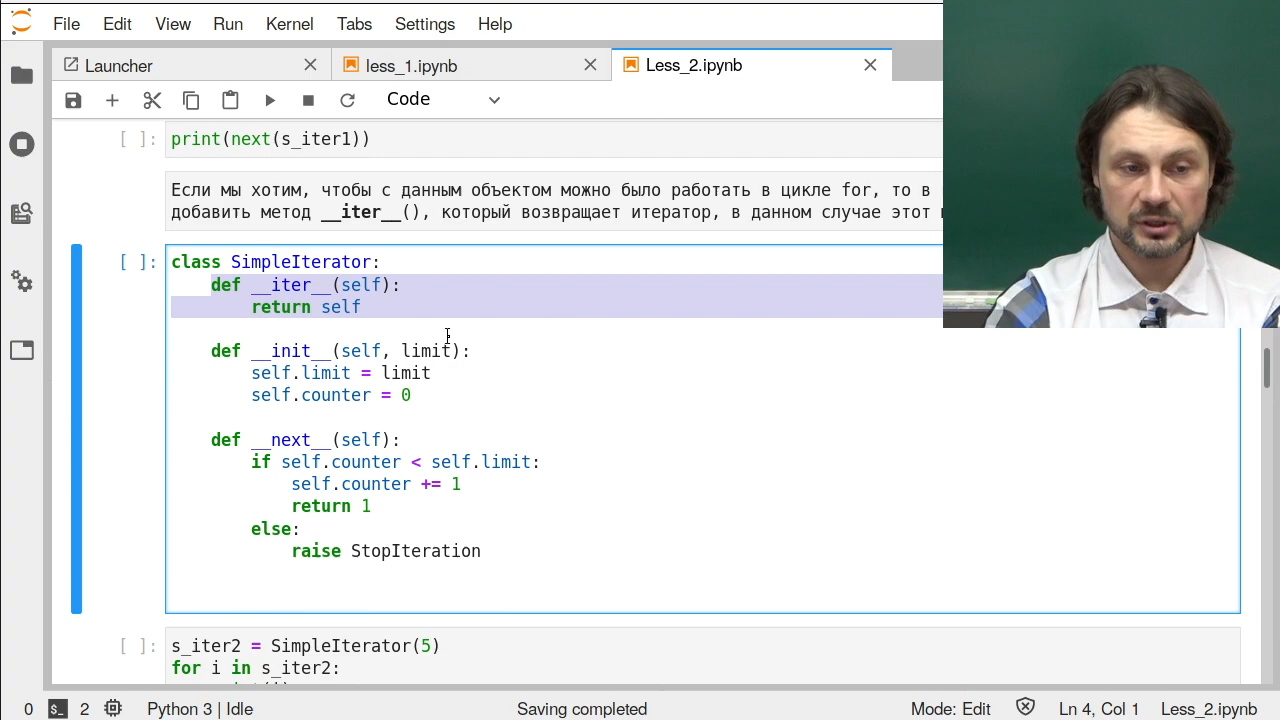 File Edit View Run Kernel Tabs Settings Help
Launcher less_1.ipynb Less_2.ipynb
Code
[ ]: print(next(s_iter1))
Если мы хотим, чтобы с данным объектом можно было работать в цикле for, то в
добавить метод __iter__(), который возвращает итератор, в данном случае этот
[ ]: class SimpleIterator:
def __iter__(self):
return self
def __init__(self, limit):
self.limit = limit
self.counter = 0
def __next__(self):
if self.counter < self.limit:
self.counter += 1
return 1
else:
raise StopIteration
[ ]: s_iter2 = SimpleIterator(5)
for i in s_iter2:
0 $_ 2 Python 3 | Idle Saving completed Mode: Edit Ln 4, Col 1 Less_2.ipynb